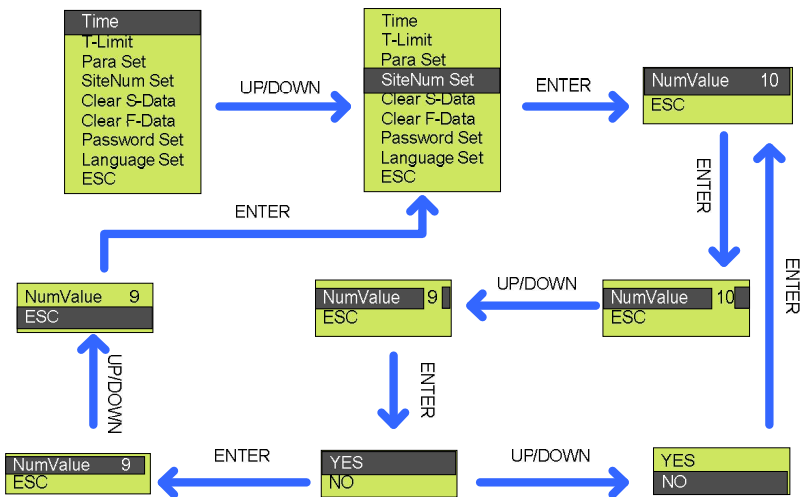 Time
T-Limit
Para Set
SiteNum Set
Clear S-Data
Clear F-Data
Password Set
Language Set
ESC
UP/DOWN
Time
T-Limit
Para Set
SiteNum Set
Clear S-Data
Clear F-Data
Password Set
Language Set
ESC
ENTER
NumValue 10
ESC
ENTER
ENTER
ENTER
NumValue 9
ESC
NumValue 9
ESC
UP/DOWN
NumValue 10
ESC
UP/DOWN
ENTER
NumValue 9
ESC
ENTER
YES
NO
UP/DOWN
YES
NO